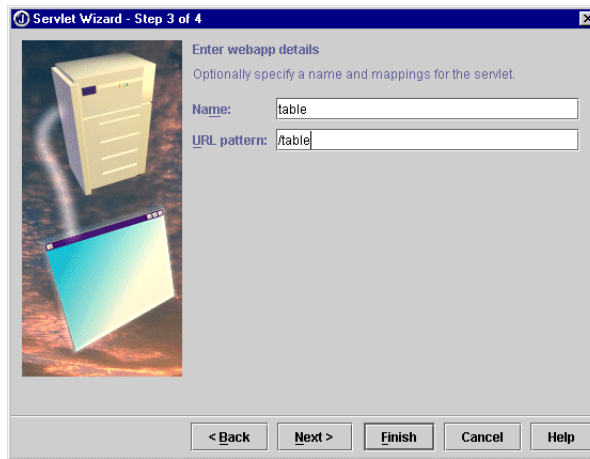 Servlet Wizard - Step 3 of 4
Enter webapp details
Optionally specify a name and mappings for the servlet.
Name: table
URL pattern: /table
< Back Next > Finish Cancel Help